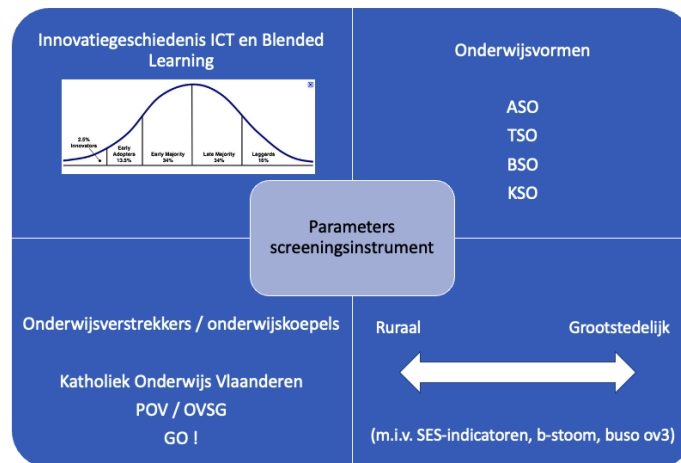 Innovatiegeschiedenis ICT en Blended
Learning
2.5%
Innovators
Early
Adopters
13.5%
Early Majority
34%
Late Majority
34%
Laggards
16%
Onderwijsvormen
ASO
TSO
BSO
KSO
Parameters
screeningsinstrument
Onderwijsverstrekkers / onderwijskoepels
Katholiek Onderwijs Vlaanderen
POV / OVSG
GO !
Ruraal
Grootstedelijk
(m.i.v. SES-indicatoren, b-stoom, buso ov3)